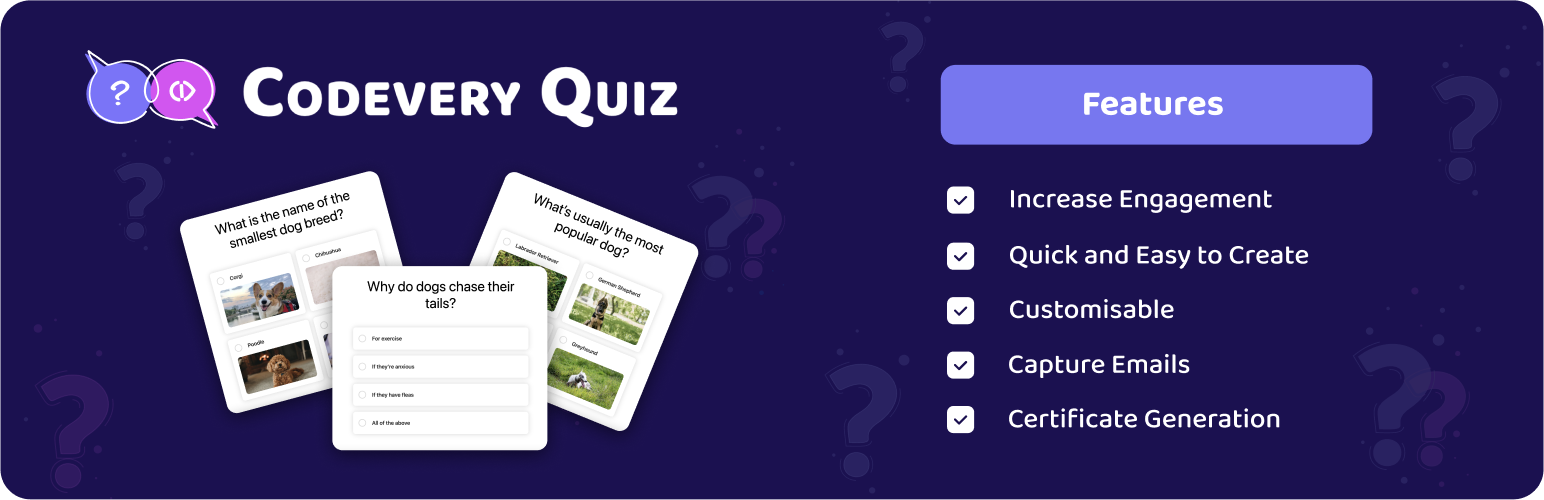 ?
CODEVERY QUIZ
What is the name of the
smallest dog breed?
Corgi
Chihuahua
Poodle
What's usually the most
popular dog?
Labrador Retriever
German Shepherd
Greyhound
Why do dogs chase their
tails?
For exercise
If they're anxious
If they have fleas
All of the above
Features
Increase Engagement
Quick and Easy to Create
Customisable
Capture Emails
Certificate Generation